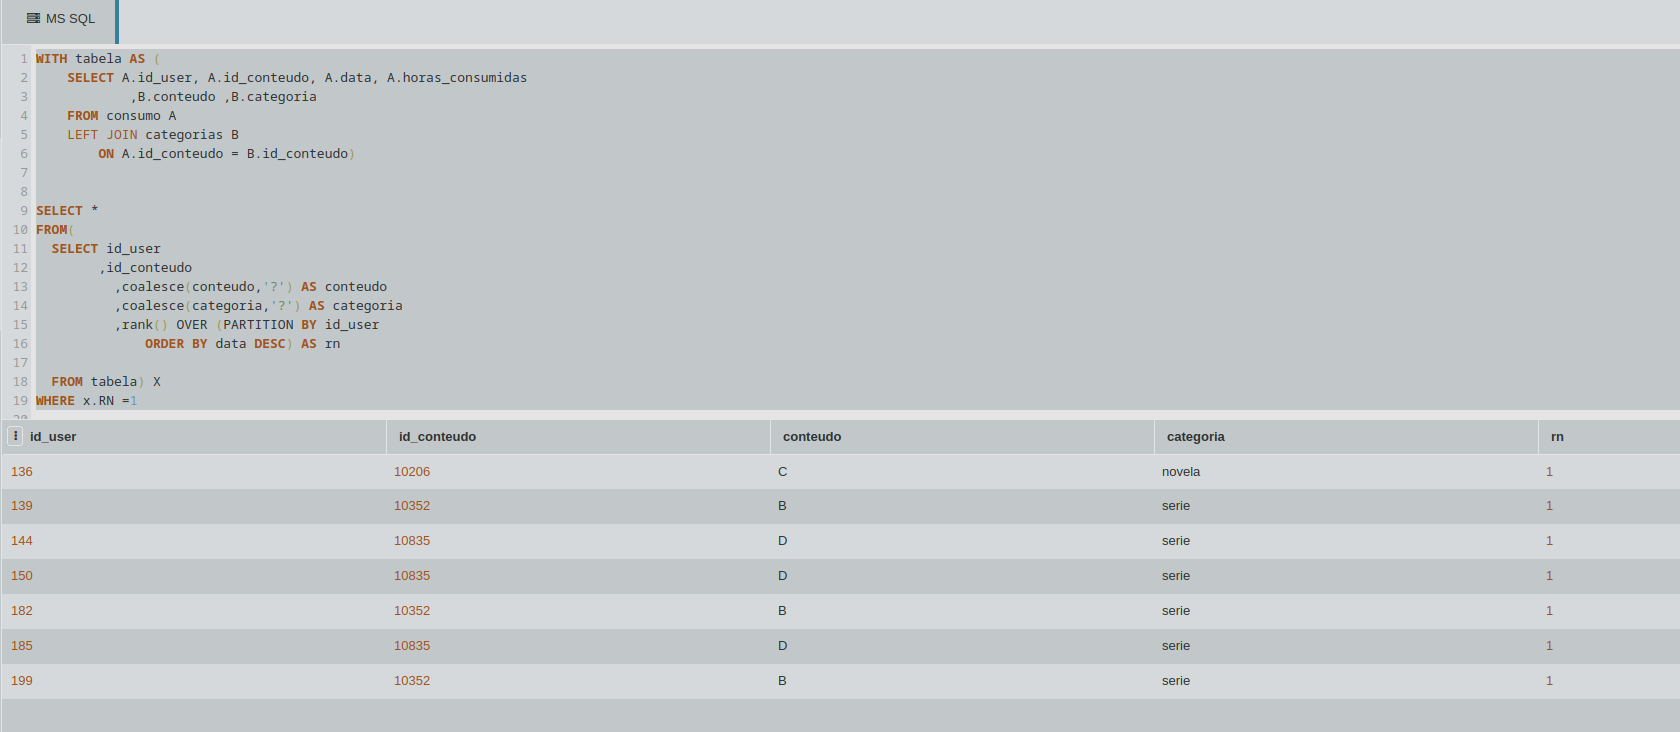 MS SQL
1 WITH tabela AS (
2 SELECT A.id_user, A.id_conteudo, A.data, A.horas_consumidas
3 ,B.conteudo ,B.categoria
4 FROM consumo A
5 LEFT JOIN categorias B
6 ON A.id_conteudo = B.id_conteudo)
7
8
9 SELECT *
10 FROM(
11 SELECT id_user
12 ,id_conteudo
13 ,coalesce(conteudo,'?') AS conteudo
14 ,coalesce(categoria,'?') AS categoria
15 ,rank() OVER (PARTITION BY id_user
16 ORDER BY data DESC) AS rn
17
18 FROM tabela) X
19 WHERE x.RN =1
20
id_user id_conteudo conteudo categoria rn
136 10206 C novela 1
139 10352 B serie 1
144 10835 D serie 1
150 10835 D serie 1
182 10352 B serie 1
185 10835 D serie 1
199 10352 B serie 1